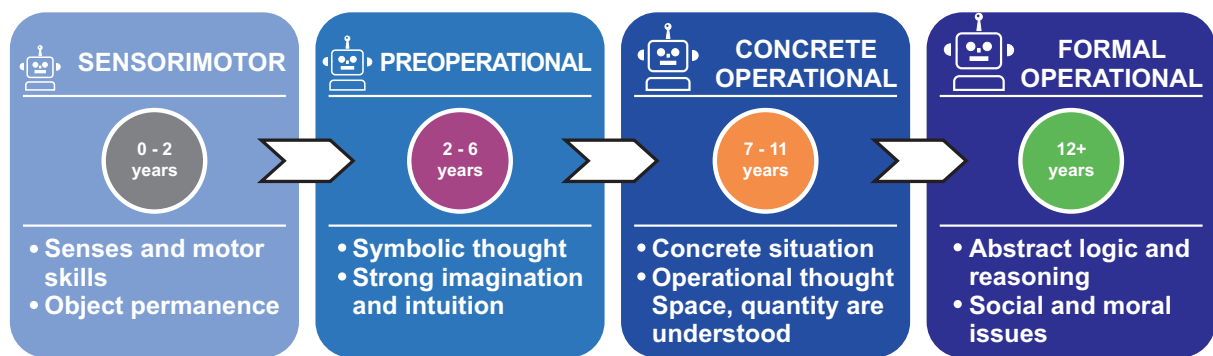 SENSORIMOTOR
0 - 2
years
• Senses and motor
skills
• Object permanence
PREOPERATIONAL
2 - 6
years
• Symbolic thought
• Strong imagination
and intuition
CONCRETE
OPERATIONAL
7 - 11
years
• Concrete situation
• Operational thought
Space, quantity are
understood
FORMAL
OPERATIONAL
12+
years
• Abstract logic and
reasoning
• Social and moral
issues